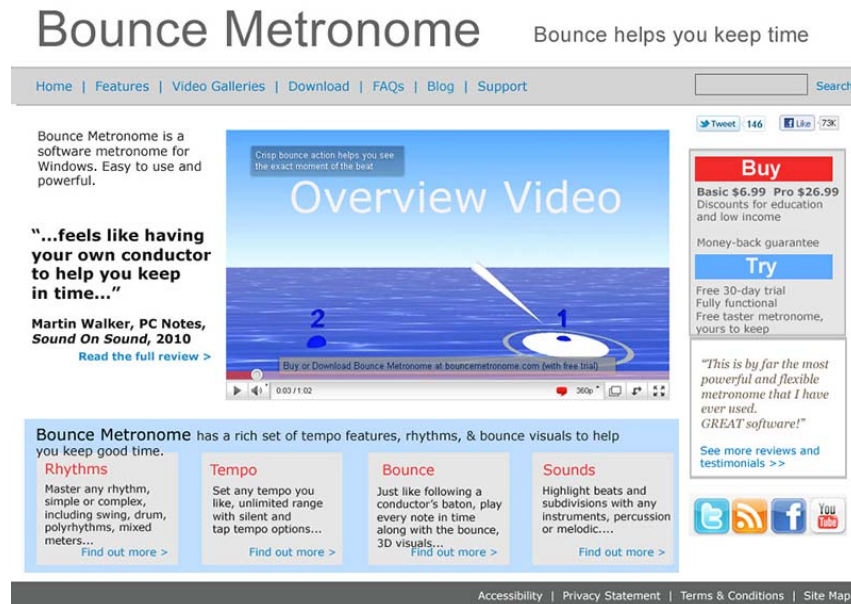 Bounce Metronome
Bounce helps you keep time
Home | Features | Video Galleries | Download | FAQs | Blog | Support
Search
Tweet 146
Like 73K
Bounce Metronome is a
software metronome for
Windows. Easy to use and
powerful.
“...feels like having
your own conductor
to help you keep
in time...”
Martin Walker, PC Notes,
Sound On Sound, 2010
Read the full review >
Crisp bounce action helps you see
the exact moment of the beat
Overview Video
2
1
Buy or Download Bounce Metronome at bouncemetronome.com (with free trial)
0:03 / 1:02
360p
Buy
Basic $6.99 Pro $26.99
Discounts for education
and low income
Money-back guarantee
Try
Free 30-day trial
Fully functional
Free taster metronome,
yours to keep
“This is by far the most
powerful and flexible
metronome that I have
ever used.
GREAT software!”
See more reviews and
testimonials >>
You
Tube
Bounce Metronome has a rich set of tempo features, rhythms, & bounce visuals to help
you keep good time.
Rhythms
Master any rhythm,
simple or complex,
including swing, drum,
polyrhythms, mixed
meters...
Find out more >
Tempo
Set any tempo you
like, unlimited range
with silent and
tap tempo options...
Find out more >
Bounce
Just like following a
conductor's baton, play
every note in time
along with the bounce,
3D visuals...
Find out more >
Sounds
Highlight beats and
subdivisions with any
instruments, percussion
or melodic....
Find out more >
Accessibility | Privacy Statement | Terms & Conditions | Site Map